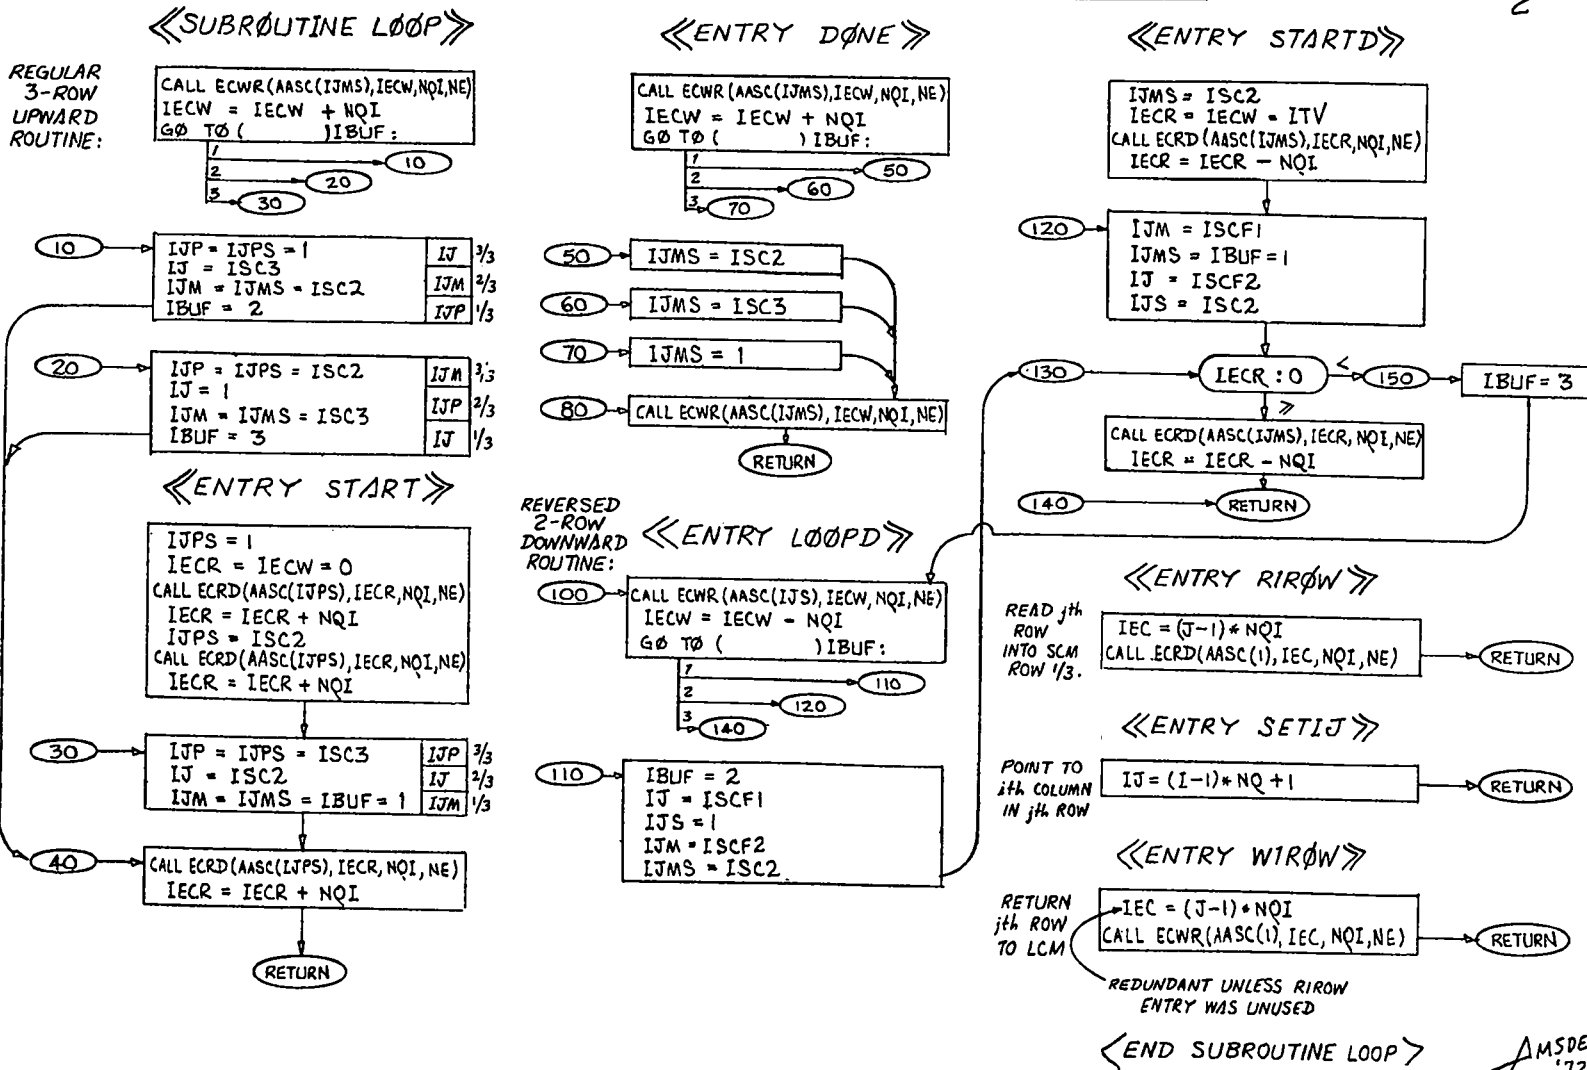 2
≪SUBRØUTINE LØØP≫
REGULAR
3-ROW
UPWARD
ROUTINE:
CALL ECWR(AASC(IJMS),IECW,NQI,NE)
IECW = IECW + NQI
GØ TØ ( )IBUF:
1
10
2
20
3
30
10
IJP = IJPS = 1
IJ = ISC3
IJM = IJMS = ISC2
IBUF = 2
IJ 3/3
IJM 2/3
IJP 1/3
20
IJP = IJPS = ISC2
IJ = 1
IJM = IJMS = ISC3
IBUF = 3
IJM 3/3
IJP 2/3
IJ 1/3
≪ENTRY START≫
IJPS = 1
IECR = IECW = 0
CALL ECRD(AASC(IJPS),IECR,NQI,NE)
IECR = IECR + NQI
IJPS = ISC2
CALL ECRD(AASC(IJPS),IECR,NQI,NE)
IECR = IECR + NQI
30
IJP = IJPS = ISC3
IJ = ISC2
IJM = IJMS = IBUF = 1
IJP 3/3
IJ 2/3
IJM 1/3
40
CALL ECRD(AASC(IJPS),IECR,NQI,NE)
IECR = IECR + NQI
RETURN
≪ENTRY DØNE≫
CALL ECWR(AASC(IJMS),IECW,NQI,NE)
IECW = IECW + NQI
GØ TØ ( )IBUF:
1
50
2
60
3
70
50
IJMS = ISC2
60
IJMS = ISC3
70
IJMS = 1
80
CALL ECWR(AASC(IJMS),IECW,NQI,NE)
RETURN
REVERSED
2-ROW
DOWNWARD
ROUTINE:
≪ENTRY LØØPD≫
100
CALL ECWR(AASC(IJS),IECW,NQI,NE)
IECW = IECW - NQI
GØ TØ ( )IBUF:
1
110
2
120
3
140
110
IBUF = 2
IJ = ISCF1
IJS = 1
IJM = ISCF2
IJMS = ISC2
≪ENTRY STARTD≫
IJMS = ISC2
IECR = IECW - ITV
CALL ECRD(AASC(IJMS),IECR,NQI,NE)
IECR = IECR - NQI
120
IJM = ISCF1
IJMS = IBUF = 1
IJ = ISCF2
IJS = ISC2
130
IECR : 0
<
150
IBUF = 3
≥
CALL ECRD(AASC(IJMS),IECR,NQI,NE)
IECR = IECR - NQI
140
RETURN
≪ENTRY R1RØW≫
READ jth
ROW
INTO SCM
ROW 1/3.
IEC = (J-1)*NQI
CALL ECRD(AASC(1),IEC,NQI,NE)
RETURN
≪ENTRY SETIJ≫
POINT TO
ith COLUMN
IN jth ROW
IJ = (I-1)*NQ + 1
RETURN
≪ENTRY W1RØW≫
RETURN
jth ROW
TO LCM
IEC = (J-1)*NQI
CALL ECWR(AASC(1),IEC,NQI,NE)
RETURN
REDUNDANT UNLESS R1ROW
ENTRY WAS UNUSED
<END SUBROUTINE LOOP>
AMSDE
'72